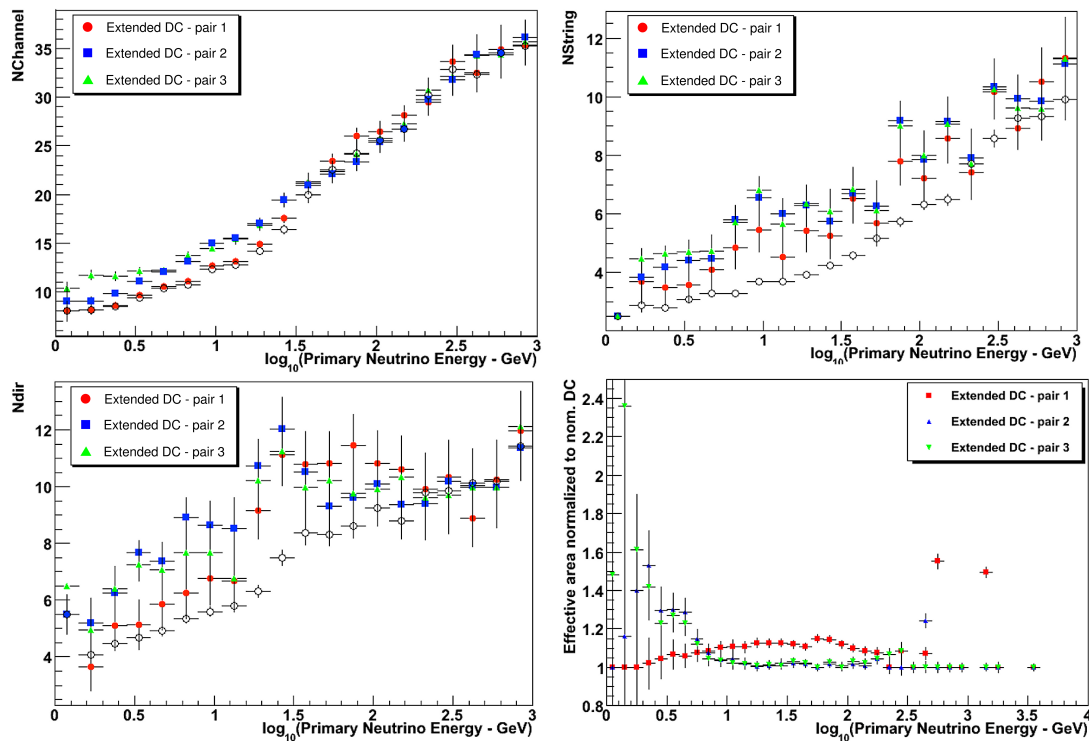 NChannel
Extended DC - pair 1
Extended DC - pair 2
Extended DC - pair 3
35
30
25
20
15
10
0 0.5 1 1.5 2 2.5 3
log10(Primary Neutrino Energy - GeV)
NString
Extended DC - pair 1
Extended DC - pair 2
Extended DC - pair 3
12
10
8
6
4
2
0 0.5 1 1.5 2 2.5 3
log10(Primary Neutrino Energy - GeV)
Ndir
Extended DC - pair 1
Extended DC - pair 2
Extended DC - pair 3
12
10
8
6
4
0 0.5 1 1.5 2 2.5 3
log10(Primary Neutrino Energy - GeV)
Effective area normalized to nom. DC
Extended DC - pair 1
Extended DC - pair 2
Extended DC - pair 3
2.4
2.2
2
1.8
1.6
1.4
1.2
1
0.8
0 0.5 1 1.5 2 2.5 3 3.5 4
log10(Primary Neutrino Energy - GeV)